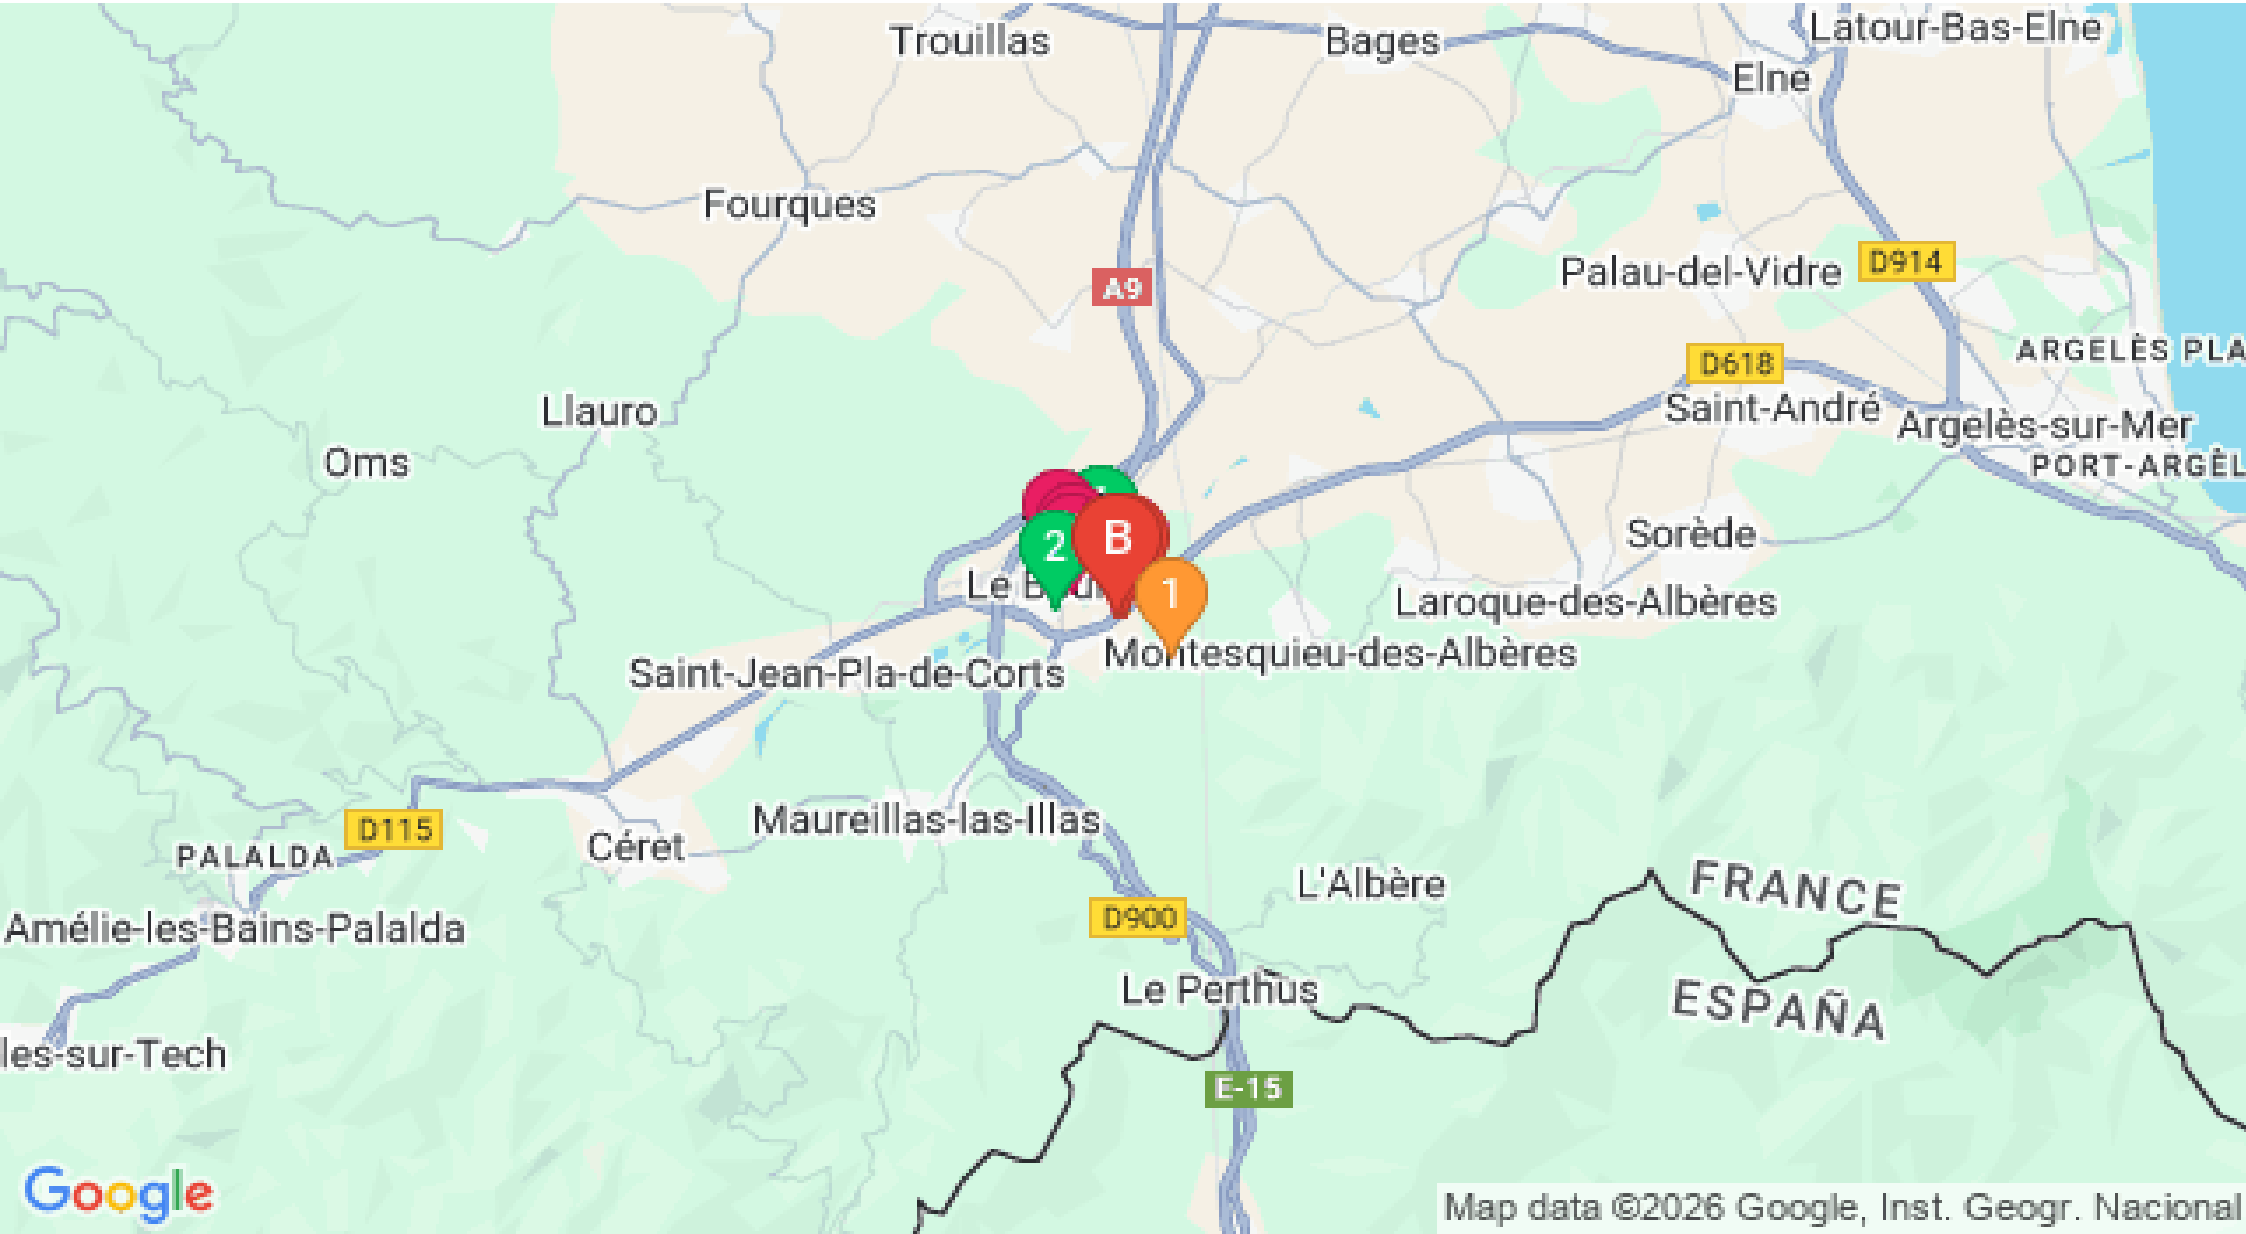 Trouillas
Bages
Latour-Bas-Elne
Elne
Fourques
A9
Palau-del-Vidre
D914
ARGELÈS PLA
D618
Llauro
Saint-André
Argelès-sur-Mer
Oms
PORT-ARGÈL
B
2
Sorède
1
Laroque-des-Albères
Montesquieu-des-Albères
Saint-Jean-Pla-de-Corts
Maureillas-las-Illas
D115
Céret
PALALDA
L'Albère
FRANCE
D900
Amélie-les-Bains-Palalda
Le Perthus
ESPAÑA
les-sur-Tech
E-15
Google
Map data ©2026 Google, Inst. Geogr. Nacional